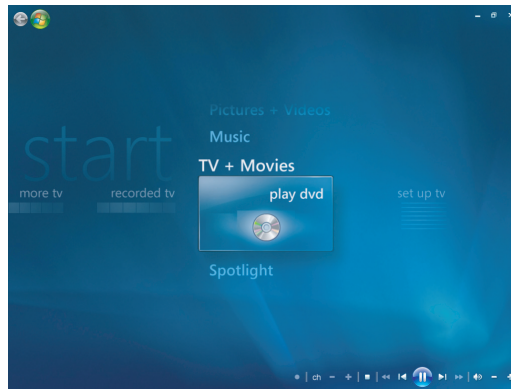 start
Pictures + Videos
Music
TV + Movies
more tv recorded tv play dvd set up tv
Spotlight
ch - +